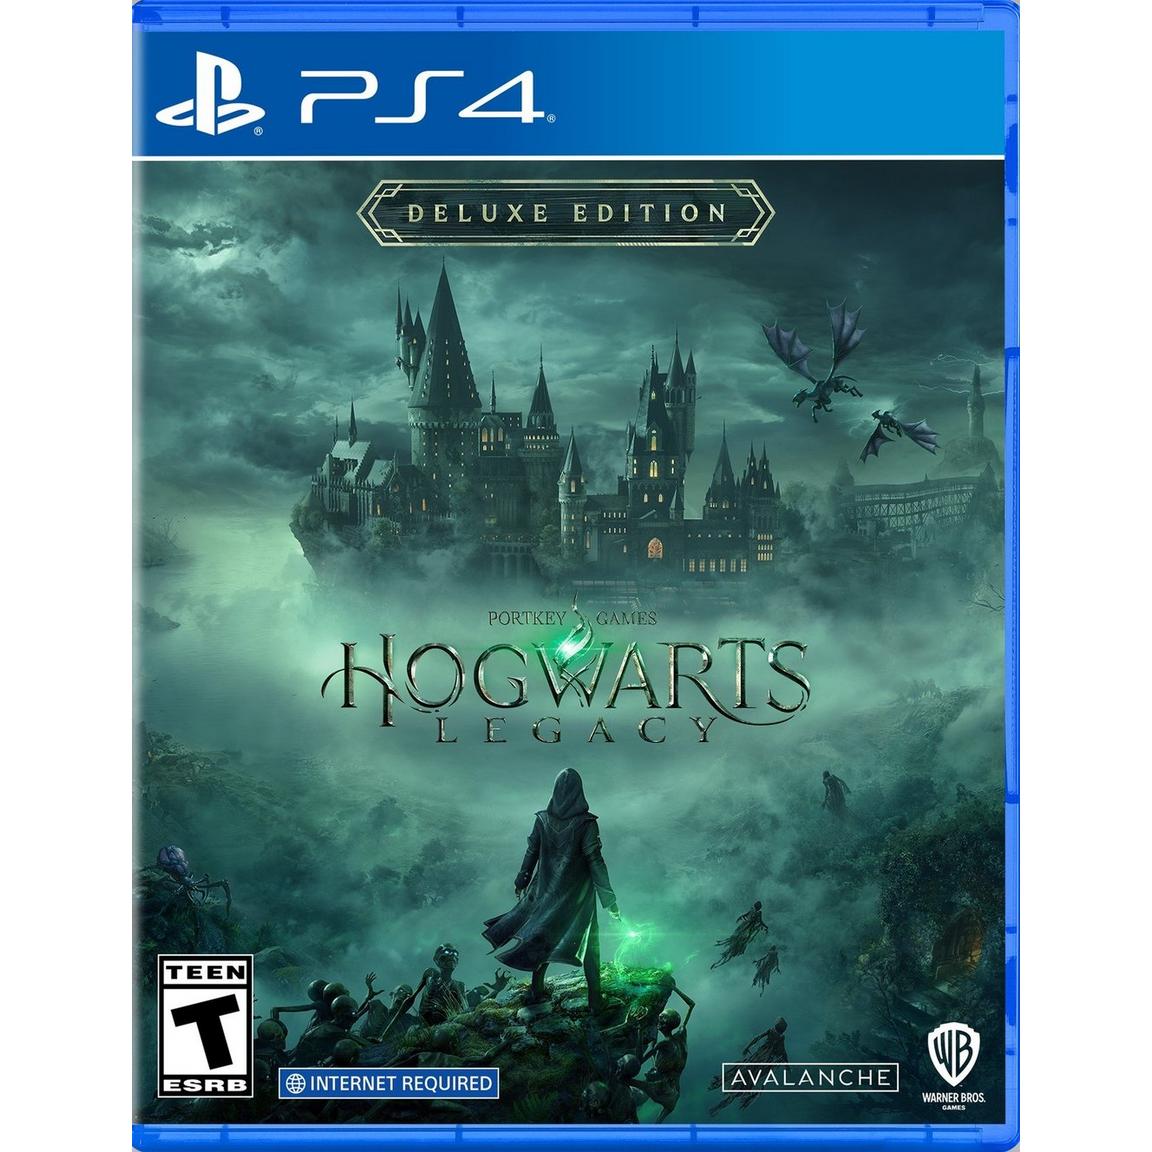 PS4
DELUXE EDITION
PORTKEY GAMES
HOGWARTS
LEGACY
TEEN
T
ESRB
INTERNET REQUIRED
AVALANCHE
WB
WARNER BROS.
GAMES